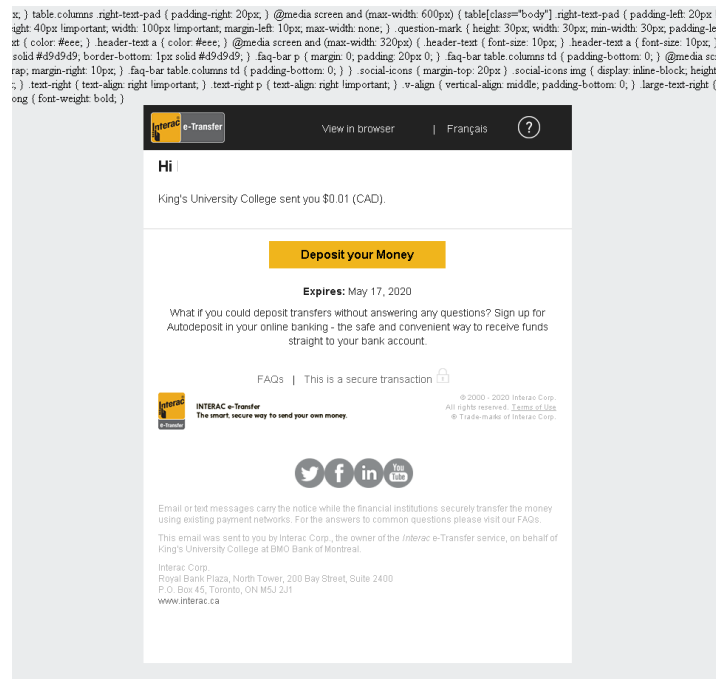 x; } table.columns .right-text-pad { padding-right: 20px; } @media screen and (max-width: 600px) { table[class="body"] .right-text-pad { padding-left: 20px
ight: 40px !important; width: 100px !important; margin-left: 10px; max-width: none; } .question-mark { height: 30px; width: 30px; min-width: 30px; padding-le
xt { color: #eee; } .header-text a { color: #eee; } @media screen and (max-width: 320px) { .header-text { font-size: 10px; } .header-text a { font-size: 10px; }
solid #d9d9d9; border-bottom: 1px solid #d9d9d9; } .faq-bar p { margin: 0; padding: 20px 0; } .faq-bar table.columns td { padding-bottom: 0; } @media sc
rap; margin-right: 10px; } .faq-bar table.columns td { padding-bottom: 0; } } .social-icons { margin-top: 20px } .social-icons img { display: inline-block; height
; } .text-right { text-align: right !important; } .text-right p { text-align: right !important; } .v-align { vertical-align: middle; padding-bottom: 0; } .large-text-right {
ong { font-weight: bold; }
Interac e-Transfer View in browser | Français ?
Hi
King's University College sent you $0.01 (CAD).
Deposit your Money
Expires: May 17, 2020
What if you could deposit transfers without answering any questions? Sign up for
Autodeposit in your online banking - the safe and convenient way to receive funds
straight to your bank account.
FAQs | This is a secure transaction
Interac
e-Transfer
INTERAC e-Transfer
The smart, secure way to send your own money.
© 2000 - 2020 Interac Corp.
All rights reserved. Terms of Use
® Trade-marks of Interac Corp.
f in You Tube
Email or text messages carry the notice while the financial institutions securely transfer the money
using existing payment networks. For the answers to common questions please visit our FAQs.
This email was sent to you by Interac Corp., the owner of the Interac e-Transfer service, on behalf of
King's University College at BMO Bank of Montreal.
Interac Corp.
Royal Bank Plaza, North Tower, 200 Bay Street, Suite 2400
P.O. Box 45, Toronto, ON M5J 2J1
www.interac.ca